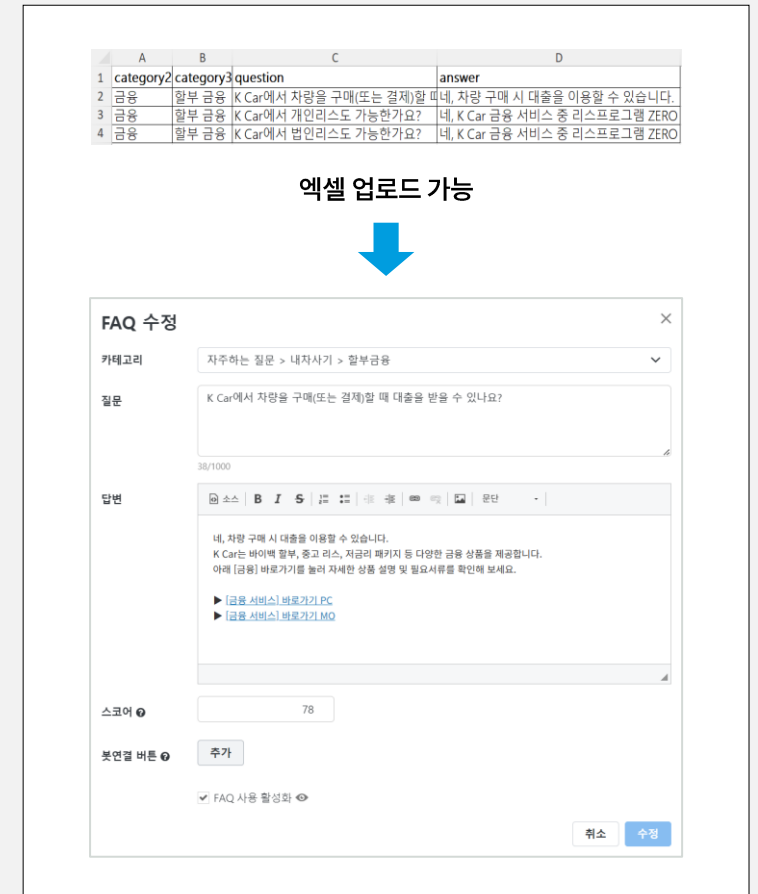 A B C D
1 category2 category3 question answer
2 금융 할부 금융 K Car에서 차량을 구매(또는 결제)할 때 네, 차량 구매 시 대출을 이용할 수 있습니다.
3 금융 할부 금융 K Car에서 개인리스도 가능한가요? 네, K Car 금융 서비스 중 리스프로그램 ZERO
4 금융 할부 금융 K Car에서 법인리스도 가능한가요? 네, K Car 금융 서비스 중 리스프로그램 ZERO
엑셀 업로드 가능
FAQ 수정
카테고리 자주하는 질문 > 내차사기 > 할부금융
질문 K Car에서 차량을 구매(또는 결제)할 때 대출을 받을 수 있나요?
38/1000
답변 소스 B I S 문단
네, 차량 구매 시 대출을 이용할 수 있습니다.
K Car는 바이백 할부, 중고 리스, 저금리 패키지 등 다양한 금융 상품을 제공합니다.
아래 [금융] 바로가기를 눌러 자세한 상품 설명 및 필요서류를 확인해 보세요.
▶ [금융 서비스] 바로가기 PC
▶ [금융 서비스] 바로가기 MO
스코어 78
봇연결 버튼 추가
FAQ 사용 활성화
취소 수정